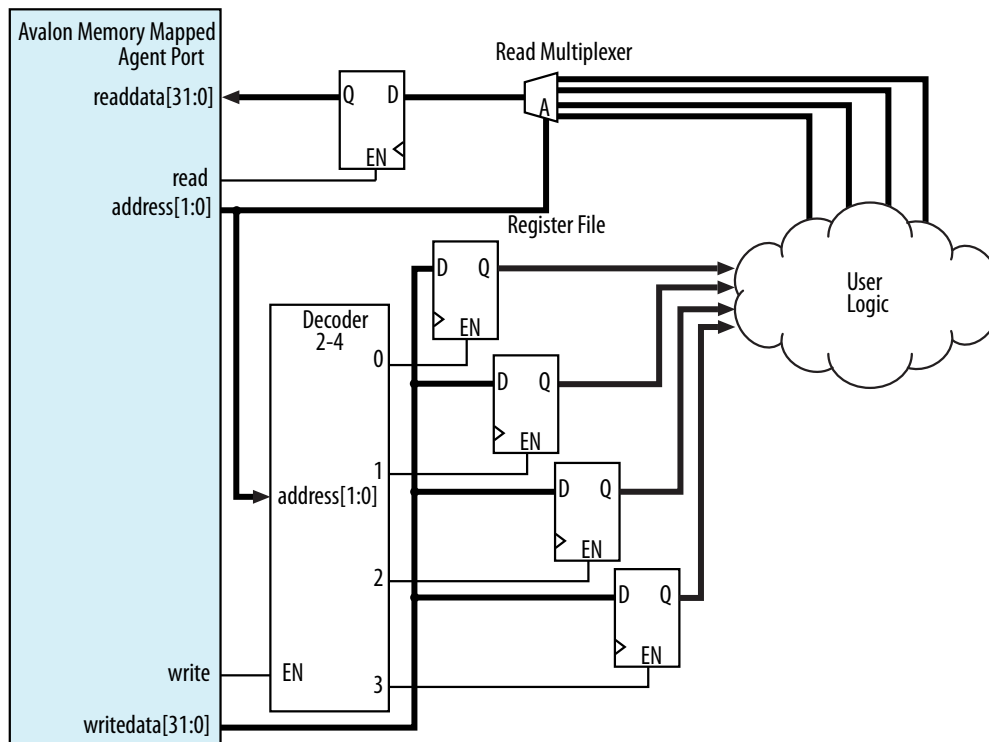 Avalon Memory Mapped
Agent Port
readdata[31:0]
read
address[1:0]
Read Multiplexer
A
Q D
EN
Register File
D Q
EN
User
Logic
Decoder
2-4
0
D Q
EN
1
address[1:0]
D Q
EN
2
D Q
EN
3
write
EN
writedata[31:0]